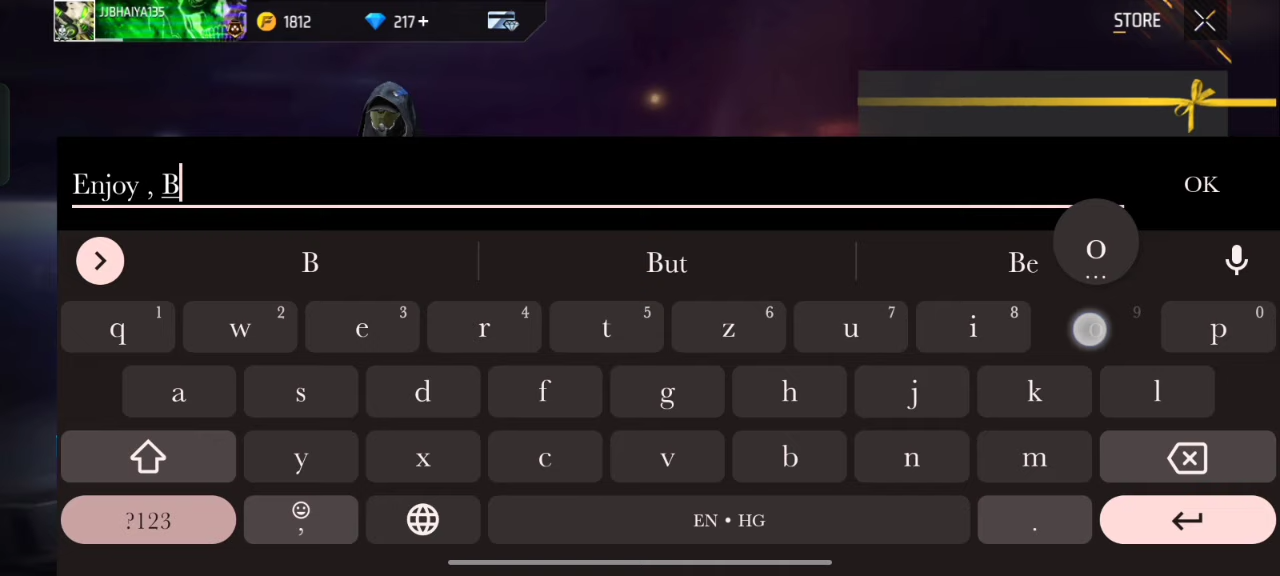 JJBHAIYA135
1812
217+
STORE
Enjoy , B
OK
B
But
Be
o
...
q 1 w 2 e 3 r 4 t 5 z 6 u 7 i 8 o 9 p 0
a s d f g h j k l
y x c v b n m
?123 , EN • HG .